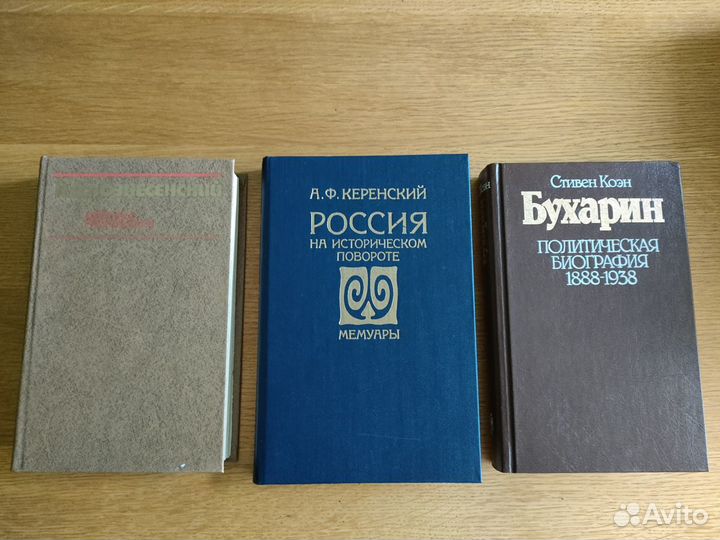 А.Ф. КЕРЕНСКИЙ
РОССИЯ
НА ИСТОРИЧЕСКОМ
ПОВОРОТЕ
МЕМУАРЫ
Стивен Коэн
Бухарин
ПОЛИТИЧЕСКАЯ
БИОГРАФИЯ
1888-1938
Avito